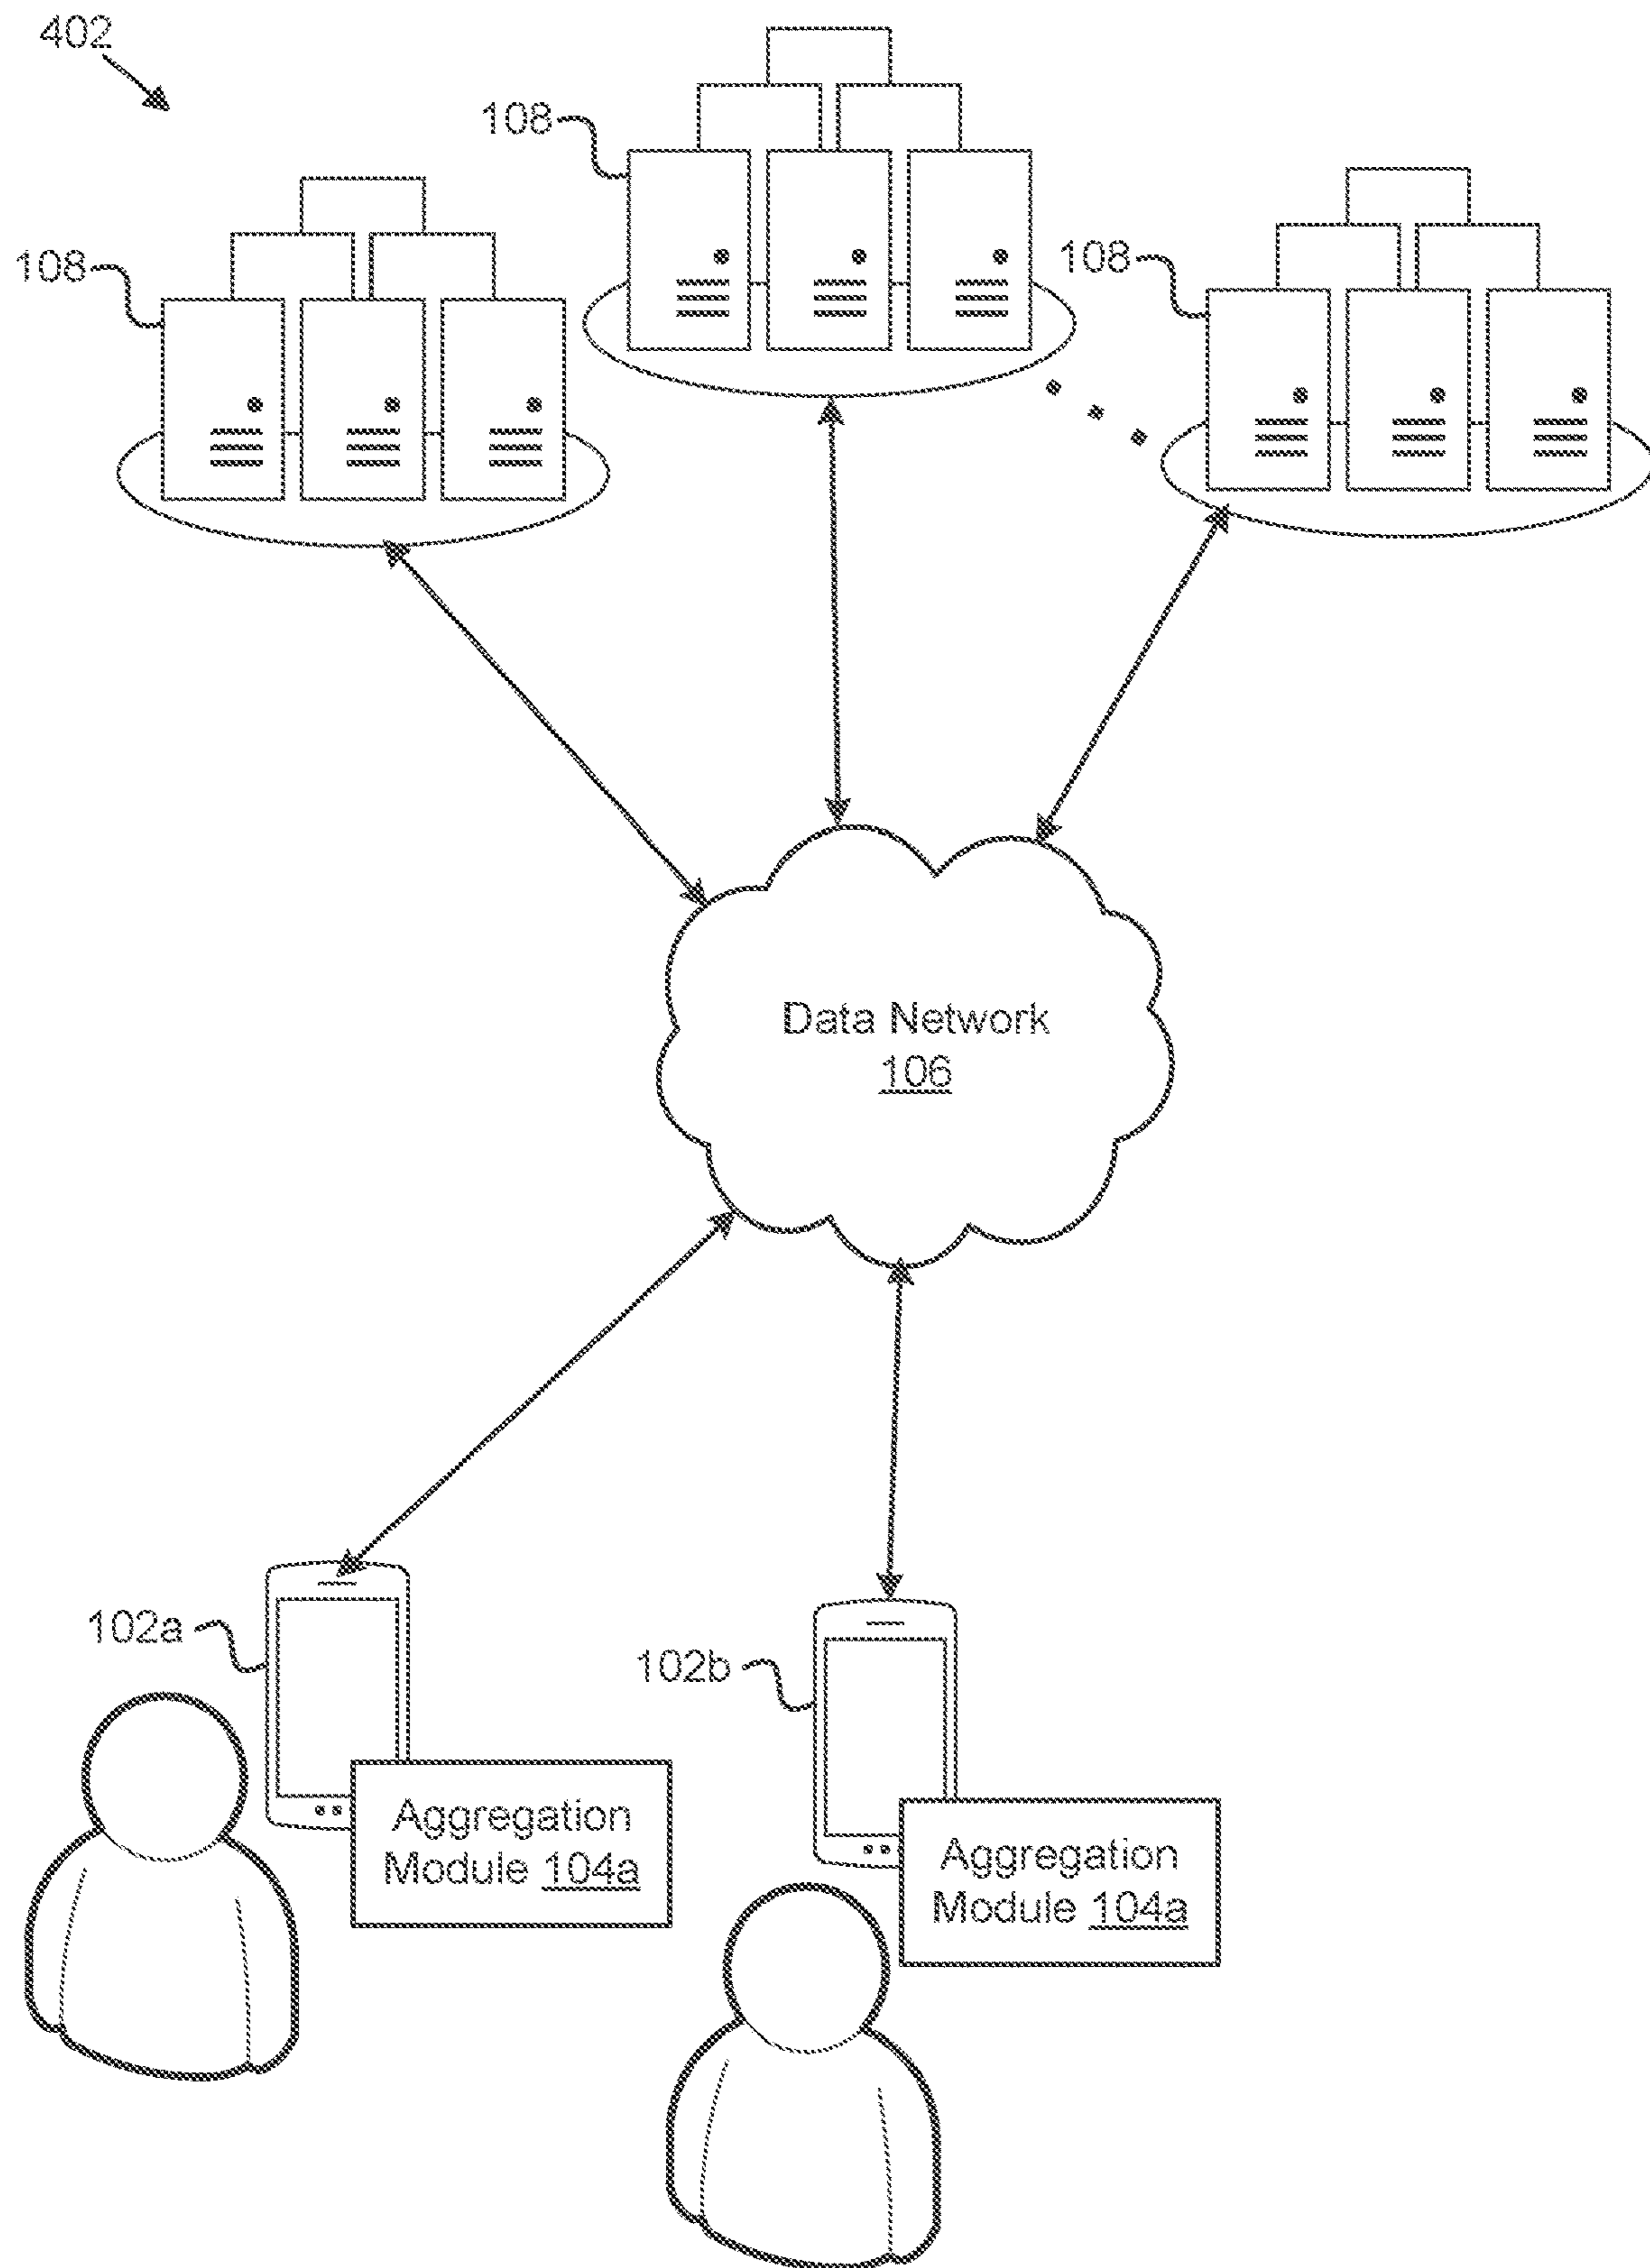 402
108
108
108
Data Network
106
102a
102b
Aggregation
Module 104a
Aggregation
Module 104a